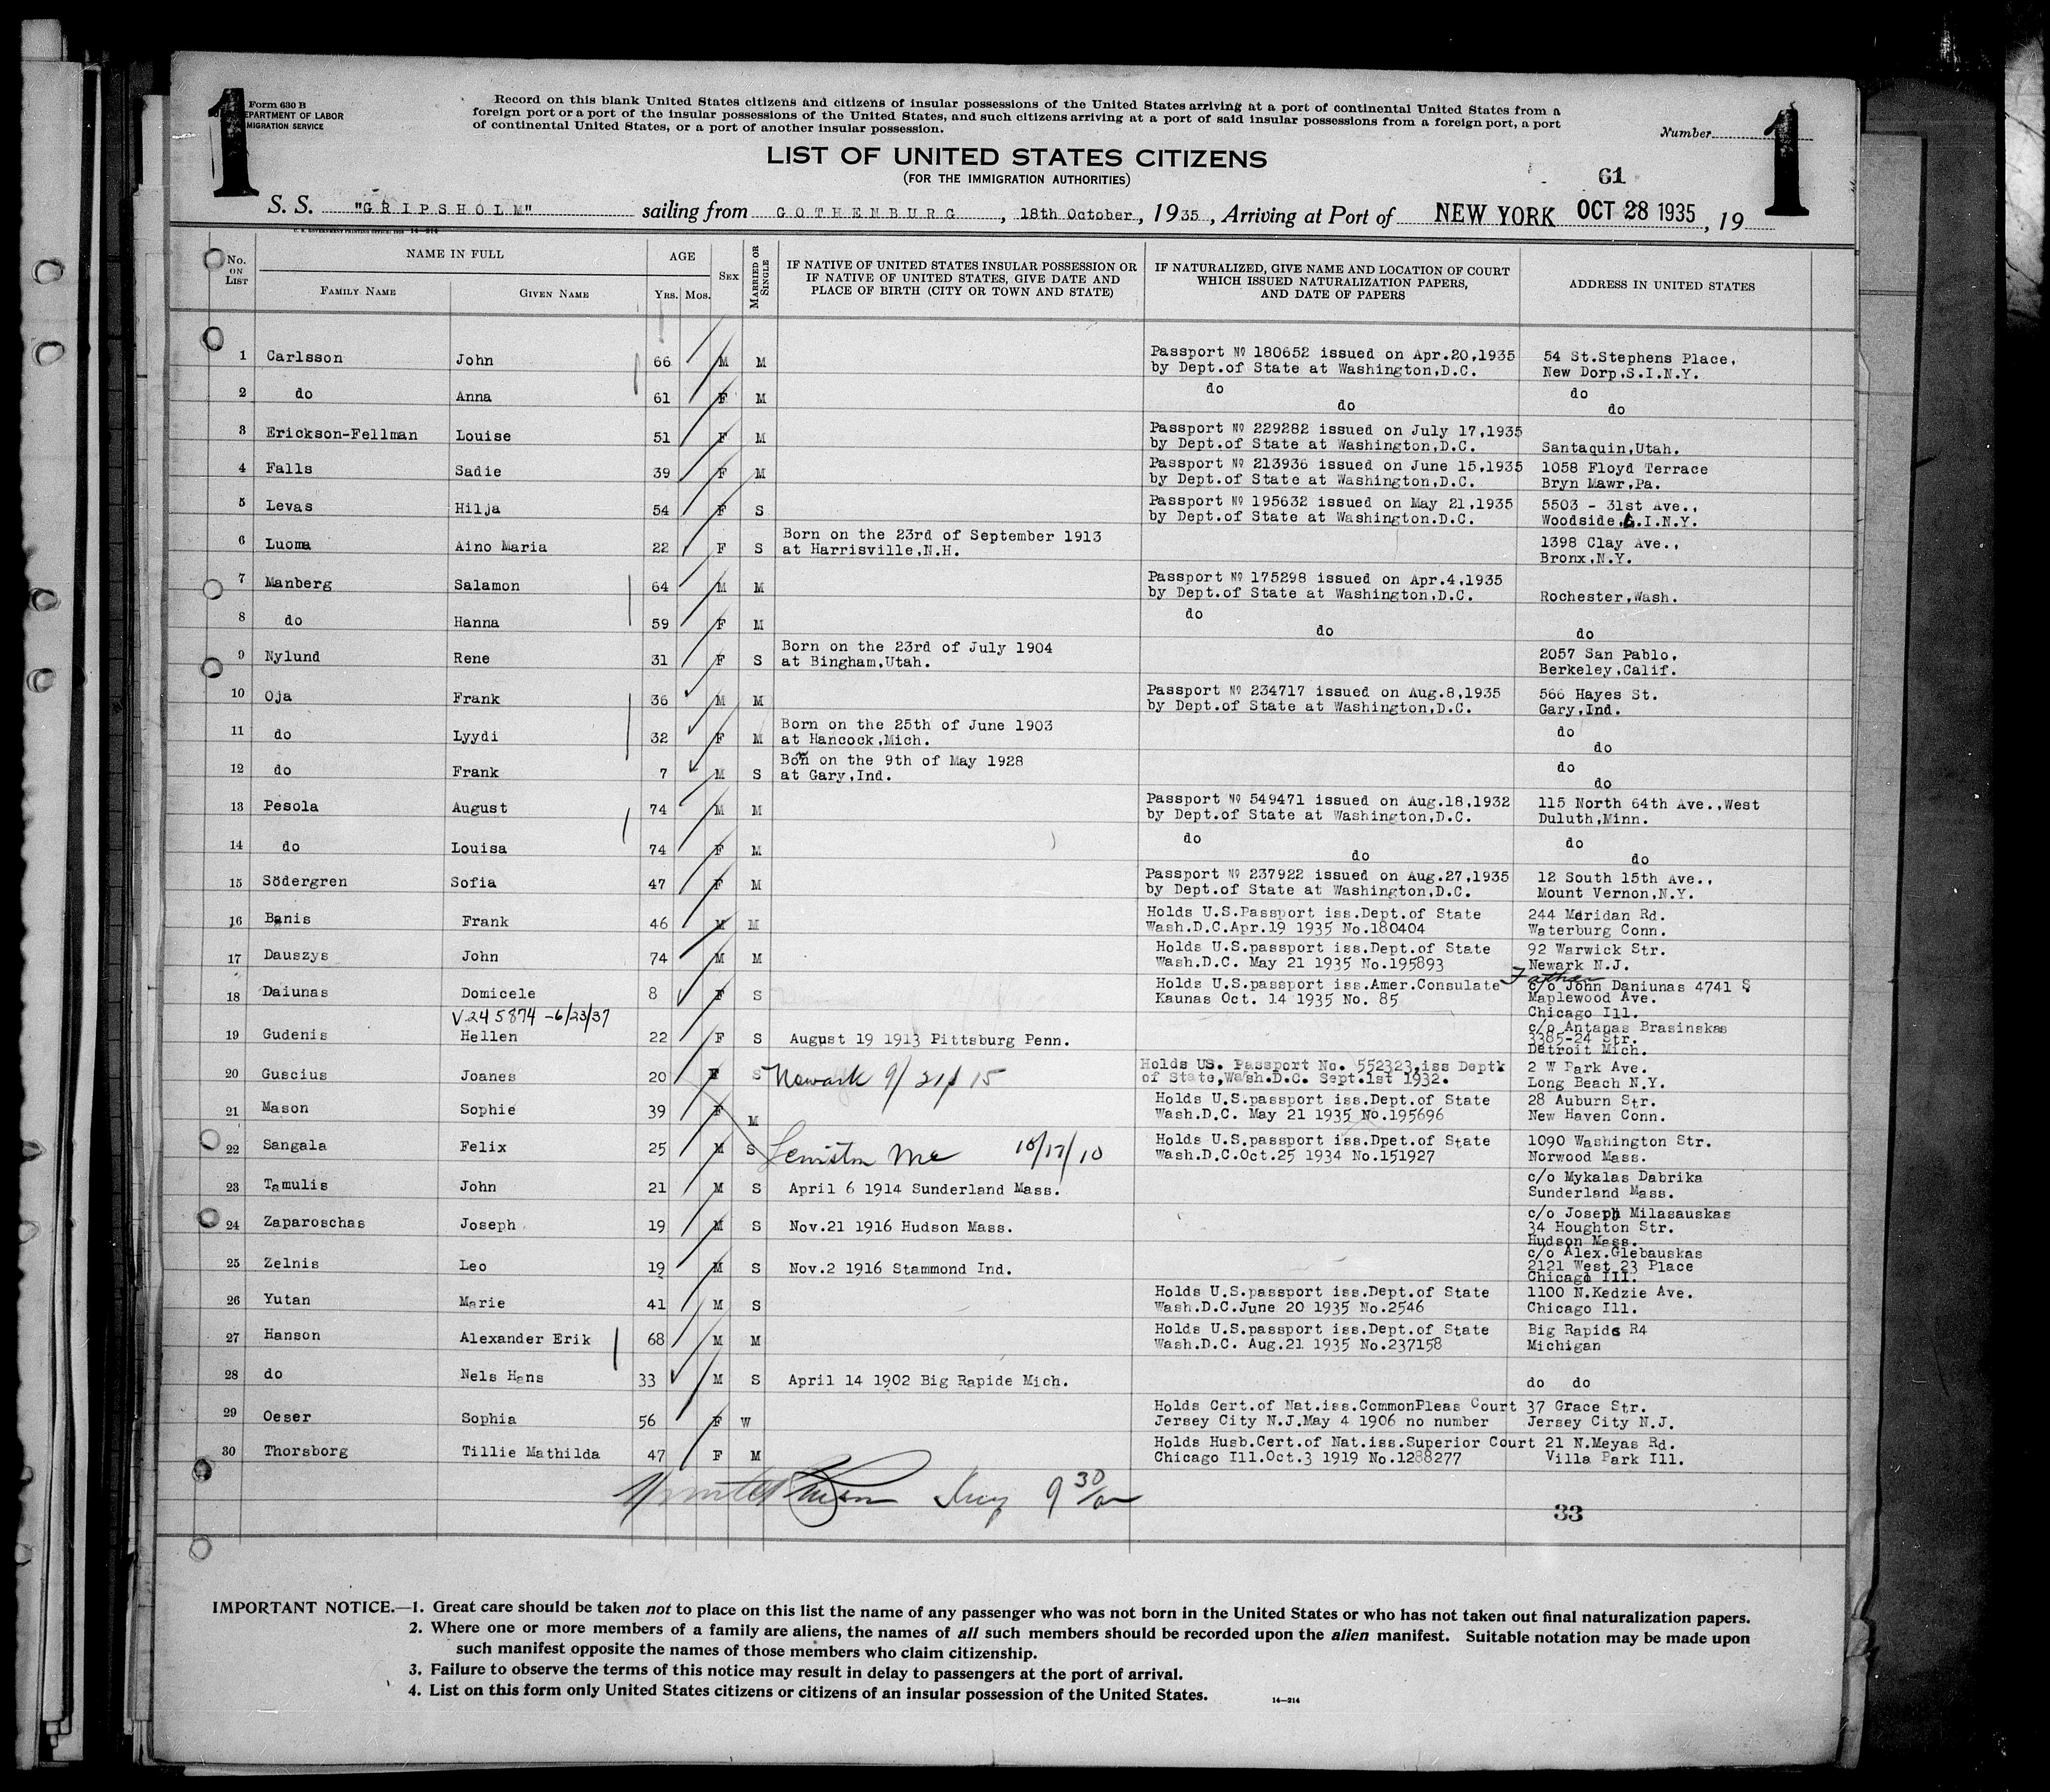 1
Form 630 B
DEPARTMENT OF LABOR
IMMIGRATION SERVICE
Record on this blank United States citizens and citizens of insular possessions of the United States arriving at a port of continental United States from a
foreign port or a port of the insular possessions of the United States, and such citizens arriving at a port of said insular possessions from a foreign port, a port
of continental United States, or a port of another insular possession.
Number
1
LIST OF UNITED STATES CITIZENS
(FOR THE IMMIGRATION AUTHORITIES)
61
S. S. "GRIPSHOLM" sailing from GOTHENBURG, 18th October, 1935, Arriving at Port of NEW YORK OCT 28 1935, 19
U. S. GOVERNMENT PRINTING OFFICE: 14—214
No. ON LIST NAME IN FULL AGE SEX MARRIED OR SINGLE IF NATIVE OF UNITED STATES INSULAR POSSESSION OR IF NATIVE OF UNITED STATES, GIVE DATE AND PLACE OF BIRTH (CITY OR TOWN AND STATE) IF NATURALIZED, GIVE NAME AND LOCATION OF COURT WHICH ISSUED NATURALIZATION PAPERS, AND DATE OF PAPERS ADDRESS IN UNITED STATES
FAMILY NAME GIVEN NAME YRS. MOS.
1 Carlsson John 66 M M Passport Nº 180652 issued on Apr.20,1935 54 St.Stephens Place,
by Dept.of State at Washington,D.C. New Dorp,S.I.N.Y.
2 do Anna 61 F M do do do do
3 Erickson-Fellman Louise 51 F M Passport Nº 229282 issued on July 17,1935
by Dept.of State at Washington,D.C. Santaquin,Utah.
4 Falls Sadie 39 F M Passport Nº 213936 issued on June 15,1935 1058 Floyd Terrace
by Dept.of State at Washington,D.C. Bryn Mawr,Pa.
5 Levas Hilja 54 F S Passport Nº 195632 issued on May 21,1935 5503 - 31st Ave.,
by Dept.of State at Washington.D.C. Woodside,L.I.N.Y.
6 Luoma Aino Maria 22 F S Born on the 23rd of September 1913 1398 Clay Ave.,
at Harrisville,N.H. Bronx,N.Y.
7 Manberg Salamon 64 M M Passport Nº 175298 issued on Apr.4,1935
by Dept.of State at Washington,D.C. Rochester,Wash.
8 do Hanna 59 F M do do do
9 Nylund Rene 31 F S Born on the 23rd of July 1904 2057 San Pablo,
at Bingham,Utah. Berkeley,Calif.
10 Oja Frank 36 M M Passport Nº 234717 issued on Aug.8,1935 566 Hayes St.
by Dept.of State at Washington,D.C. Gary,Ind.
11 do Lyydi 32 F M Born on the 25th of June 1903 do
at Hancock,Mich. do
12 do Frank 7 M S Born on the 9th of May 1928 do
at Gary,Ind. do
13 Pesola August 74 M M Passport Nº 549471 issued on Aug.18,1932 115 North 64th Ave.,West
by Dept.of State at Washington,D.C. Duluth,Minn.
14 do Louisa 74 F M do do do do
15 Södergren Sofia 47 F M Passport Nº 237922 issued on Aug.27,1935 12 South 15th Ave.,
by Dept.of State at Washington,D.C. Mount Vernon,N.Y.
16 Banis Frank 46 M M Holds U.S.Passport iss.Dept.of State 244 Maridan Rd.
Wash.D.C.Apr.19 1935 No.180404 Waterburg Conn.
17 Dauszys John 74 M M Holds U.S.passport iss.Dept.of State 92 Warwick Str.
Wash.D.C. May 21 1935 No.195893 Newark N.J.
Father
18 Daiunas Domicele 8 F S Holds U.S.passport iss.Amer.Consulate c/o John Daniunas 4741 S
Kaunas Oct. 14 1935 No. 85 Maplewood Ave.
Chicago Ill.
V.245874 -6/23/37
19 Gudenis Hellen 22 F S August 19 1913 Pittsburg Penn. c/o Antanas Brasinskas
3385-24 Str.
Detroit Mich.
20 Guscius Joanes 20 S Newark 9/21/15 Holds US. Passport No. 552323,iss Dept
of State,Wash.D.C. Sept.1st 1932. 2 W Park Ave.
Long Beach N.Y.
21 Mason Sophie 39 F M Holds U.S.passport iss.Dept.of State 28 Auburn Str.
Wash.D.C. May 21 1935 No.195696 New Haven Conn.
22 Sangala Felix 25 M S Lewiston Me 10/17/10 Holds U.S.passport iss.Dpet.of State 1090 Washington Str.
Wash.D.C.Oct.25 1934 No.151927 Norwood Mass.
23 Tamulis John 21 M S April 6 1914 Sunderland Mass. c/o Mykalas Dabrika
Sunderland Mass.
24 Zaparoschas Joseph 19 M S Nov.21 1916 Hudson Mass. c/o Joseph Milasauskas
34 Houghton Str.
Hudson Mass.
25 Zelnis Leo 19 M S Nov.2 1916 Stammond Ind. c/o Alex.Glebauskas
2121 West 23 Place
Chicago Ill.
26 Yutan Marie 41 M S Holds U.S.passport iss.Dept.of State 1100 N.Kedzie Ave.
Wash.D.C.June 20 1935 No.2546 Chicago Ill.
27 Hanson Alexander Erik 68 M M Holds U.S.passport iss.Dept.of State Big Rapids R4
Wash.D.C. Aug.21 1935 No.237158 Michigan
28 do Nels Hans 33 M S April 14 1902 Big Rapide Mich. do do
29 Oeser Sophia 56 F W Holds Cert.of Nat.iss.CommonPleas Court 37 Grace Str.
Jersey City N.J.May 4 1906 no number Jersey City N.J.
30 Thorsborg Tillie Mathilda 47 F M Holds Husb.Cert.of Nat.iss.Superior Court 21 N.Meyas Rd.
Chicago Ill.Oct.3 1919 No.1288277 Villa Park Ill.
9 30
33
IMPORTANT NOTICE.—1. Great care should be taken not to place on this list the name of any passenger who was not born in the United States or who has not taken out final naturalization papers.
2. Where one or more members of a family are aliens, the names of all such members should be recorded upon the alien manifest. Suitable notation may be made upon
such manifest opposite the names of those members who claim citizenship.
3. Failure to observe the terms of this notice may result in delay to passengers at the port of arrival.
4. List on this form only United States citizens or citizens of an insular possession of the United States.
14—214